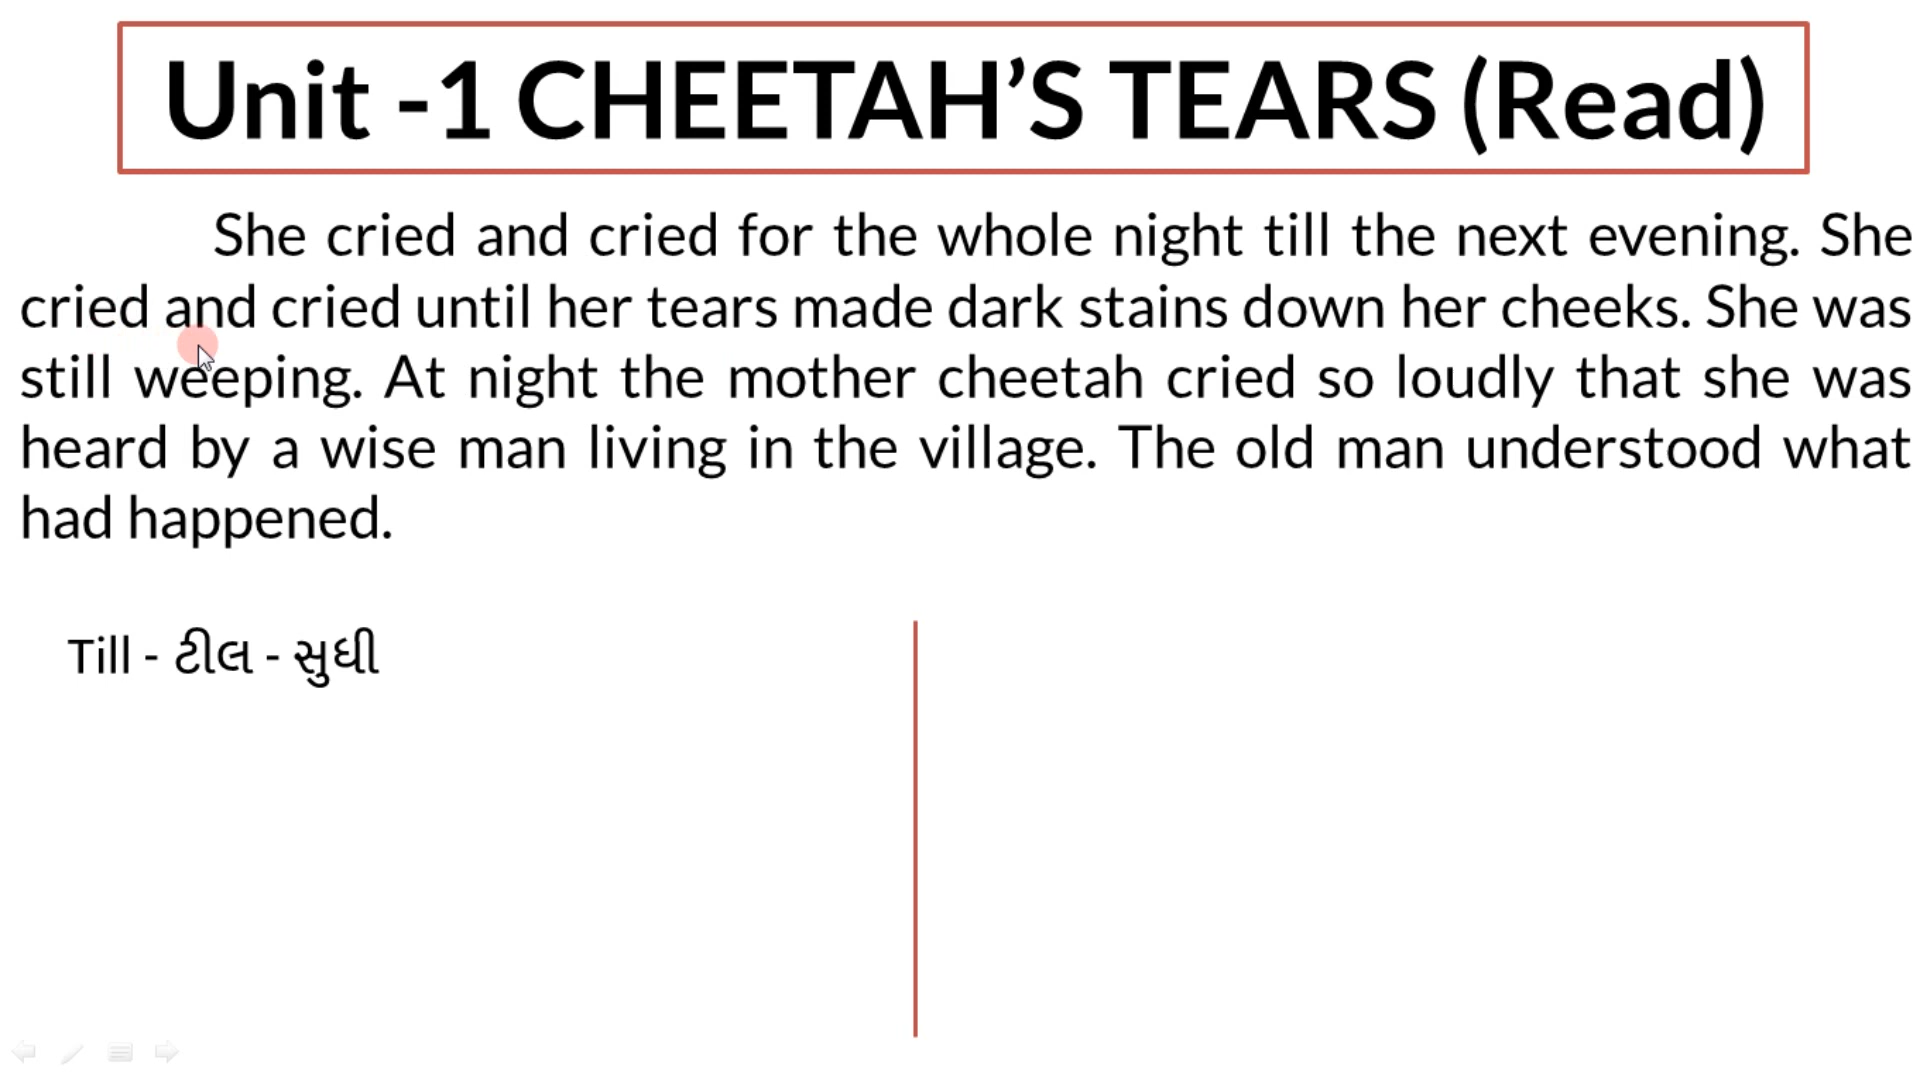 Unit -1 CHEETAH’S TEARS (Read)
She cried and cried for the whole night till the next evening. She
cried and cried until her tears made dark stains down her cheeks. She was
still weeping. At night the mother cheetah cried so loudly that she was
heard by a wise man living in the village. The old man understood what
had happened.
Till - ટીલ - સુધી